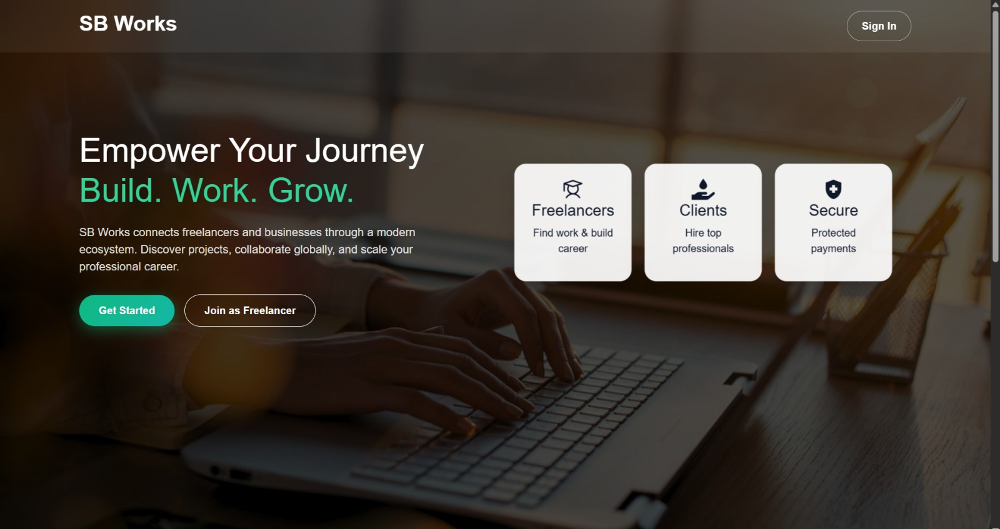 SB Works
Sign In
Empower Your Journey
Build. Work. Grow.
SB Works connects freelancers and businesses through a modern
ecosystem. Discover projects, collaborate globally, and scale your
professional career.
Get Started
Join as Freelancer
Freelancers
Find work & build
career
Clients
Hire top
professionals
Secure
Protected
payments